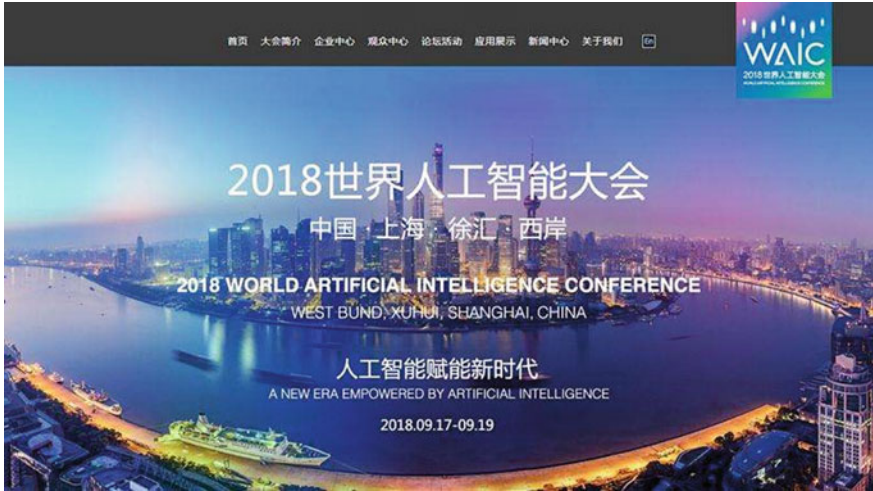 首页 大会简介 企业中心 观众中心 论坛活动 应用展示 新闻中心 关于我们 En
WAIC
2018世界人工智能大会
WORLD ARTIFICIAL INTELLIGENCE CONFERENCE
2018世界人工智能大会
中国·上海 徐汇 西岸
2018 WORLD ARTIFICIAL INTELLIGENCE CONFERENCE
WEST BUND, XUHUI, SHANGHAI, CHINA
人工智能赋能新时代
A NEW ERA EMPOWERED BY ARTIFICIAL INTELLIGENCE
2018.09.17-09.19